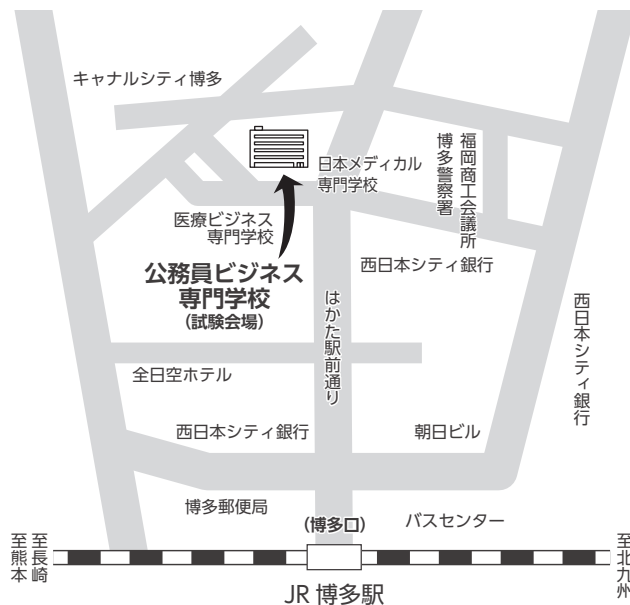 キャナルシティ博多
日本メディカル
専門学校
福岡商工会議所
博多警察署
医療ビジネス
専門学校
公務員ビジネス
専門学校
(試験会場)
西日本シティ銀行
はかた駅前通り
西日本シティ銀行
全日空ホテル
西日本シティ銀行
朝日ビル
博多郵便局
(博多口)
バスセンター
至長崎
至熊本
至北九州
JR 博多駅